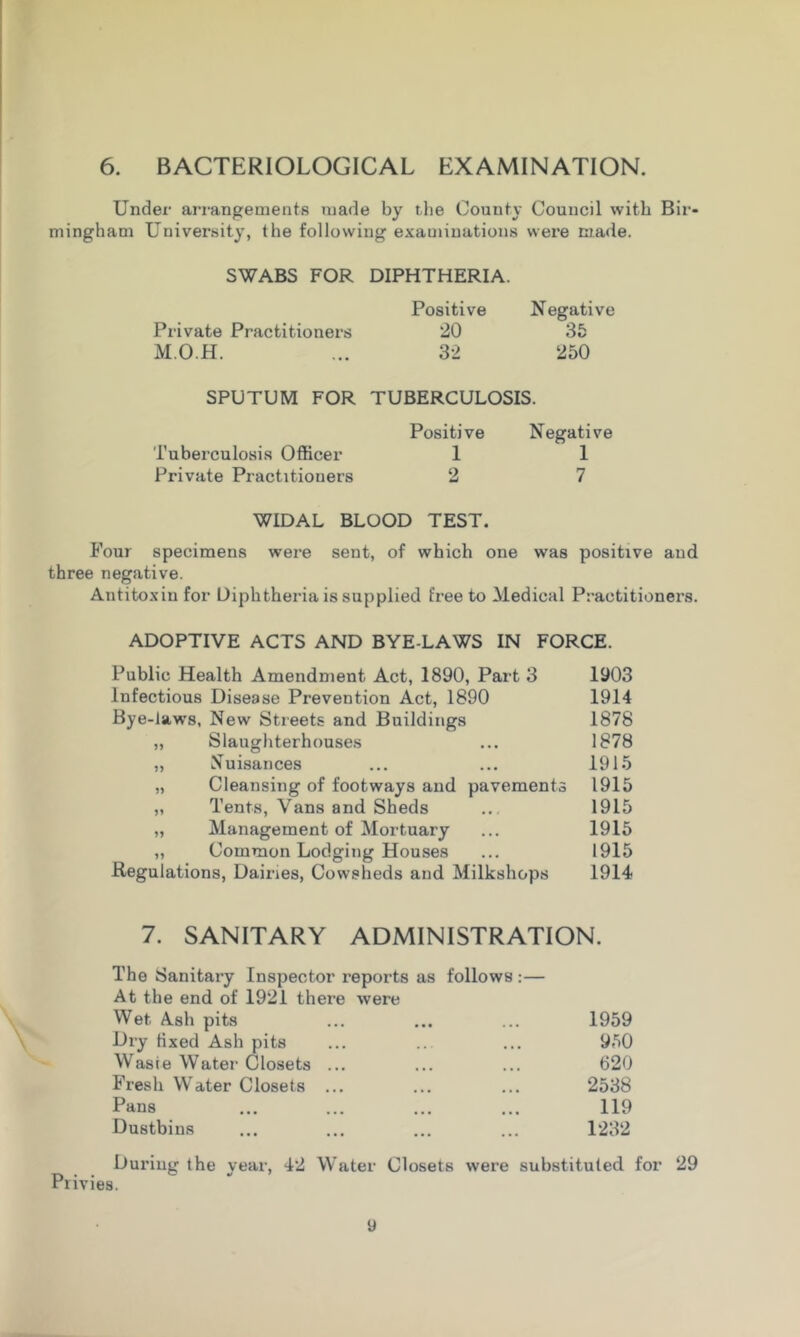 6. BACTERIOLOGICAL EXAMINATION.
Under arrangements made by the County Council with Bir-
mingham University, the following examinations were made.
SWABS FOR DIPHTHERIA.
Positive Negative
Private Practitioners 20 35
M.O.H. ... 32 250
SPUTUM FOR TUBERCULOSIS.
Positive Negative
Tuberculosis Officer 1 1
Private Practitioners 2 7
WIDAL BLOOD TEST.
Four specimens were sent, of which one was positive and
three negative.
Antitoxin for Diphtheria is supplied free to Medical Practitioners.
ADOPTIVE ACTS AND BYE-LAWS IN FORCE.
Public Health Amendment Act, 1890, Part 3 1903
Infectious Disease Prevention Act, 1890 1914
Bye-laws, New Streets and Buildings 1878
„ Slaughterhouses ... 1878
„ Nuisances ... ... 1915
„ Cleansing of footways and pavements 1915
„ Tents, Vans and Sheds ... 1915
„ Management of Mortuary ... 1915
„ Common Lodging Houses ... 1915
Regulations, Dairies, Cowsheds and Milkshops 1914
7. SANITARY ADMINISTRATION.
The Sanitary Inspector reports as follows:—
At the end of 1921 there were
Wet Ash pits ... ... ... 1959
Dry fixed Ash pits ... ... ... 950
Waste Water Closets ... ... ... 620
Fresh Water Closets ... ... ... 2538
Pans ... ... ... ... 119
Dustbins ... ... ... ... 1232
During the year, 42 Water Closets were substituted for 29
Privies.
9